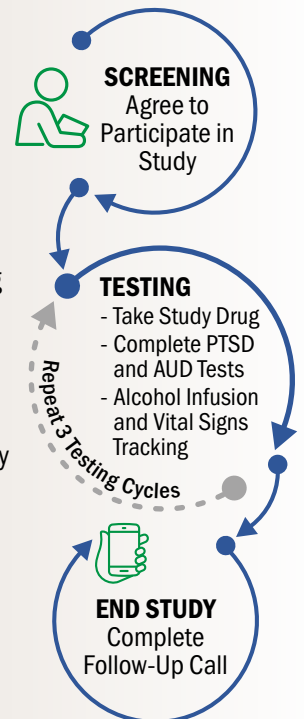 SCREENING
Agree to
Participate in
Study
TESTING
- Take Study Drug
- Complete PTSD
and AUD Tests
- Alcohol Infusion
and Vital Signs
Tracking
Repeat 3 Testing Cycles
END STUDY
Complete
Follow-Up Call